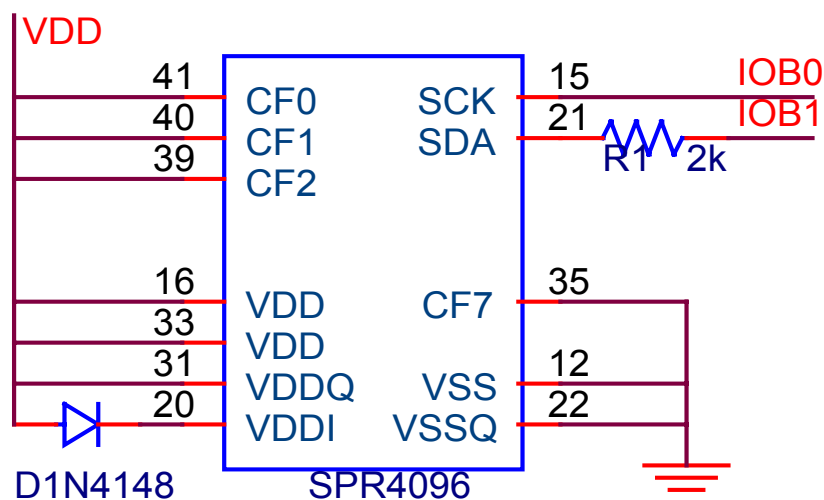 VDD
41
CF0
SCK
15
IOB0
40
CF1
SDA
21
IOB1
39
CF2
R1
2k
16
VDD
CF7
35
33
VDD
31
VDDQ
VSS
12
20
VDDI
VSSQ
22
D1N4148
SPR4096